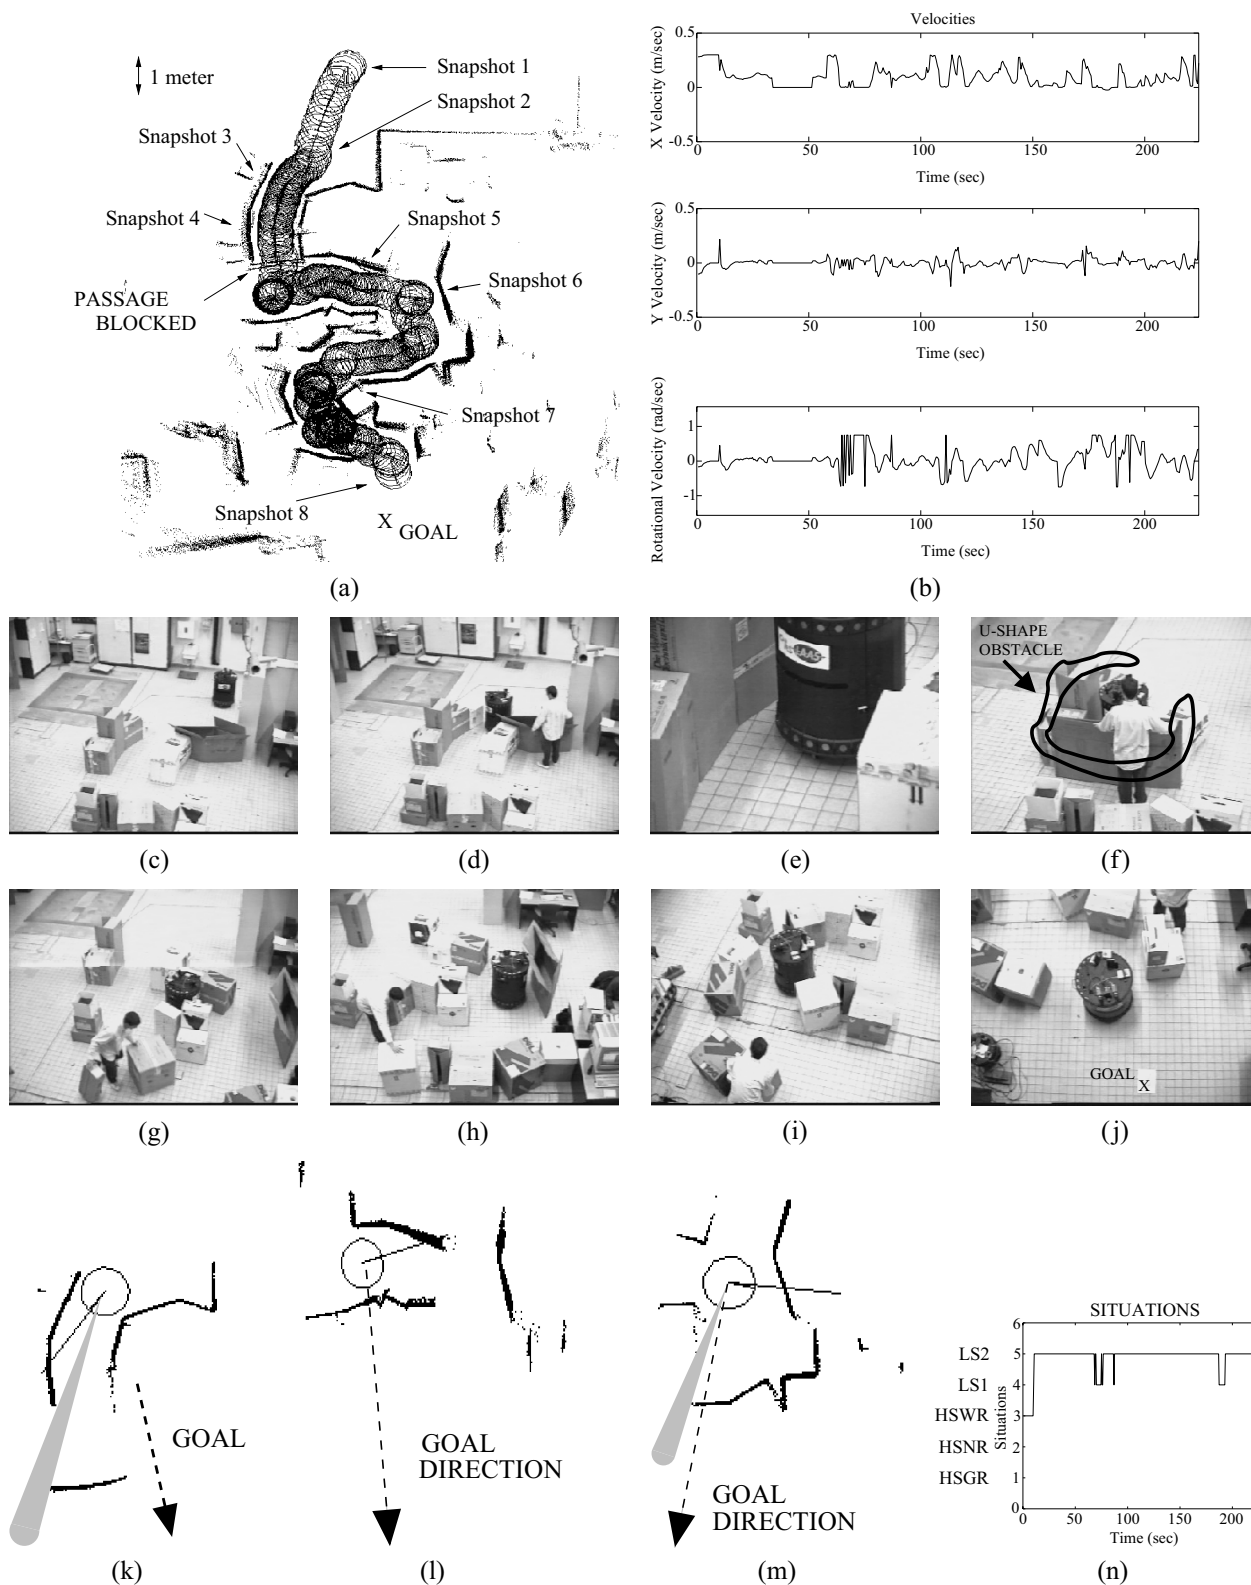 1 meter
Snapshot 1
Snapshot 2
Snapshot 3
Snapshot 4
Snapshot 5
Snapshot 6
PASSAGE
BLOCKED
Snapshot 7
Snapshot 8
X GOAL
(a)
Velocities
X Velocity (m/sec)
0.5
0
-0.5
0 50 100 150 200
Time (sec)
Y Velocity (m/sec)
0.5
0
-0.5
0 50 100 150 200
Time (sec)
Rotational Velocity (rad/sec)
1
0
-1
0 50 100 150 200
Time (sec)
(b)
LAAS
U-SHAPE
OBSTACLE
(c) (d) (e) (f)
GOAL X
(g) (h) (i) (j)
GOAL
(k)
GOAL
DIRECTION
(l)
GOAL
DIRECTION
(m)
SITUATIONS
Situations
6
LS2 5
LS1 4
HSWR 3
HSNR 2
HSGR 1
0
0 50 100 150 200
Time (sec)
(n)